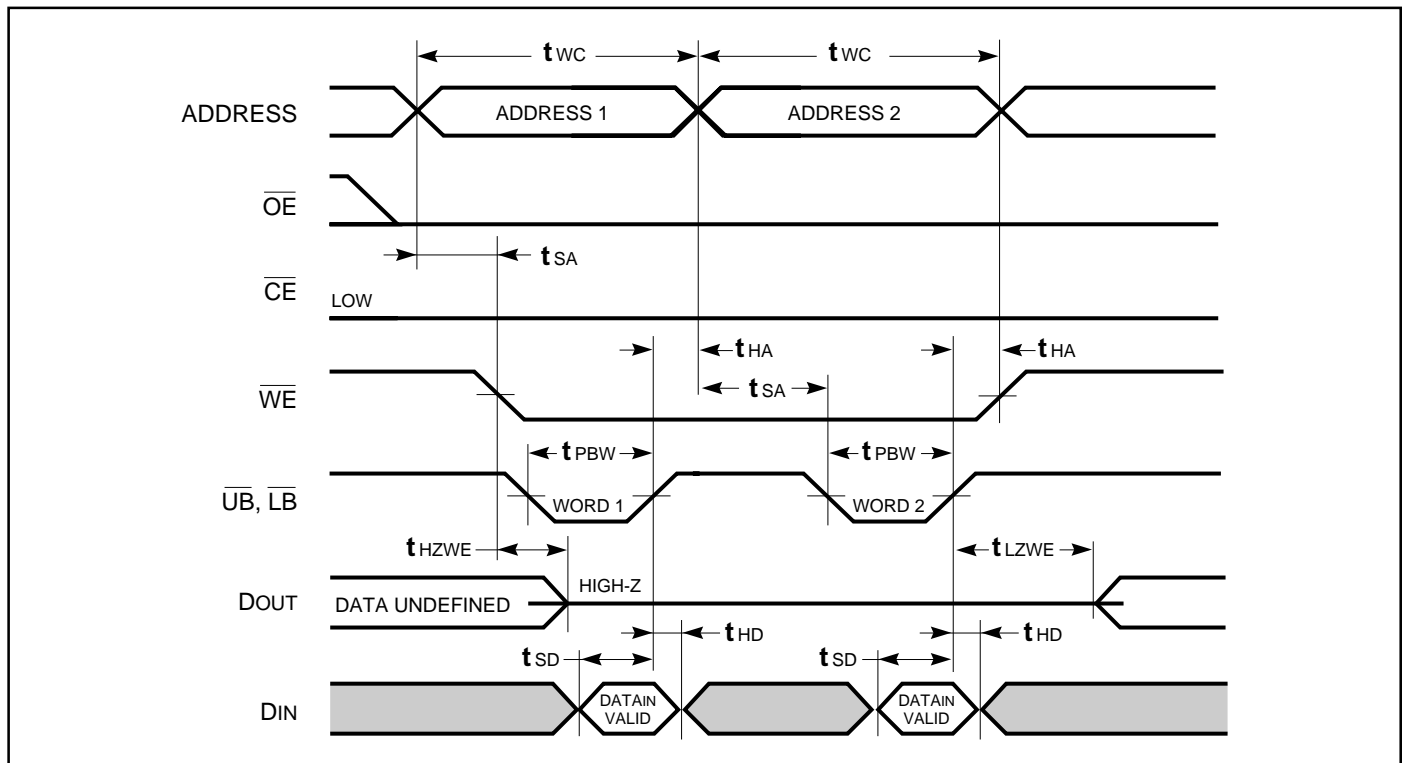 tWC tWC
ADDRESS ADDRESS 1 ADDRESS 2
OE
tSA
CE LOW
tHA tHA
WE tSA
tPBW tPBW
UB, LB WORD 1 WORD 2
tHZWE tLZWE
HIGH-Z
DOUT DATA UNDEFINED
tHD tHD
tSD tSD
DIN DATAIN VALID DATAIN VALID